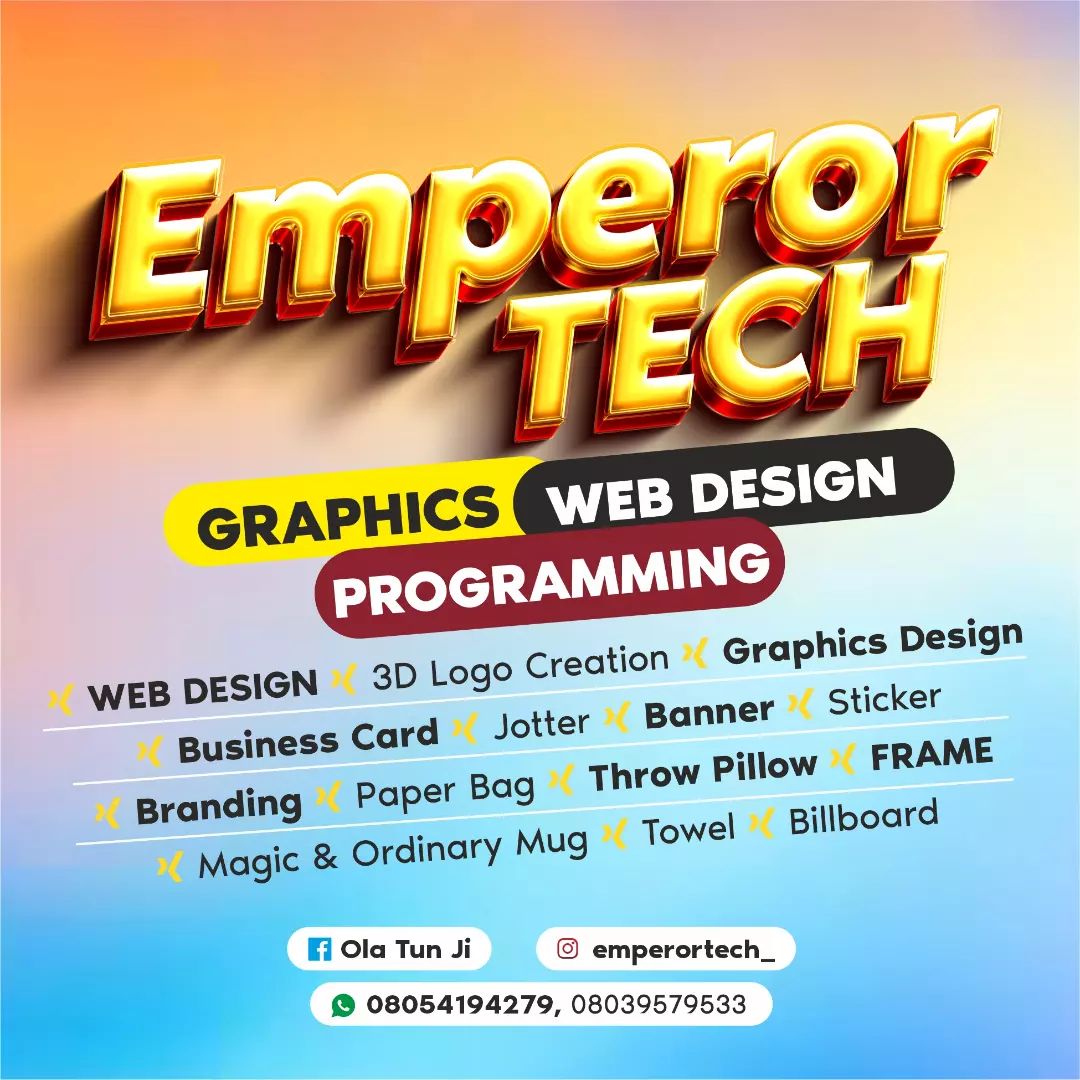 Emperor
TECH
GRAPHICS WEB DESIGN
PROGRAMMING
WEB DESIGN 3D Logo Creation Graphics Design
Business Card Jotter Banner Sticker
Branding Paper Bag Throw Pillow FRAME
Magic & Ordinary Mug Towel Billboard
Ola Tun Ji emperortech_
08054194279, 08039579533